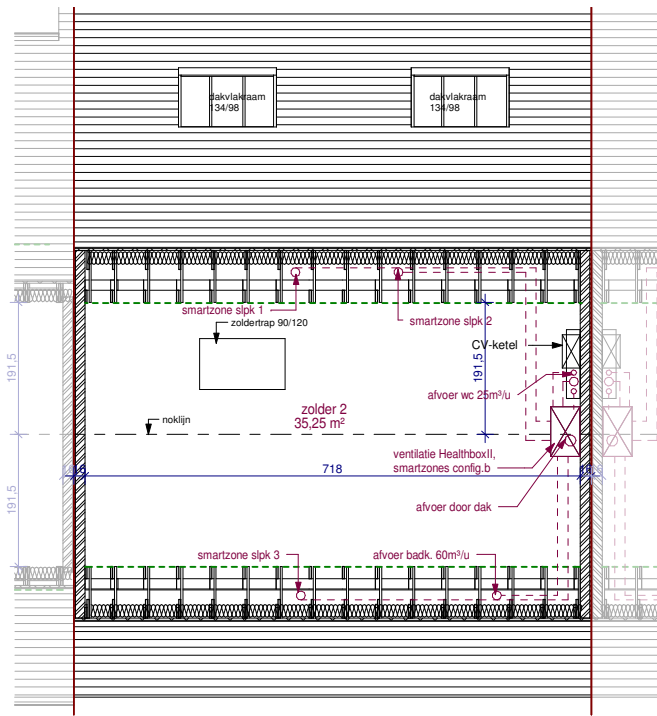 dakvlakraam
134/98
dakvlakraam
134/98
smartzone slpk 1
smartzone slpk 2
zoldertrap 90/120
CV-ketel
191,5
191,5
afvoer wc 25m³/u
zolder 2
35,25 m²
noklijn
ventilatie HealthboxII,
smartzones config.b
718
191,5
afvoer door dak
smartzone slpk 3
afvoer badk. 60m³/u